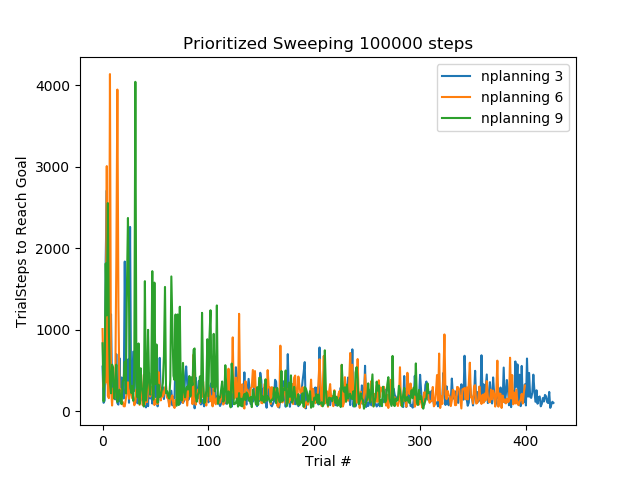 Prioritized Sweeping 100000 steps
nplanning 3
nplanning 6
nplanning 9
TrialSteps to Reach Goal
4000
3000
2000
1000
0
0 100 200 300 400
Trial #